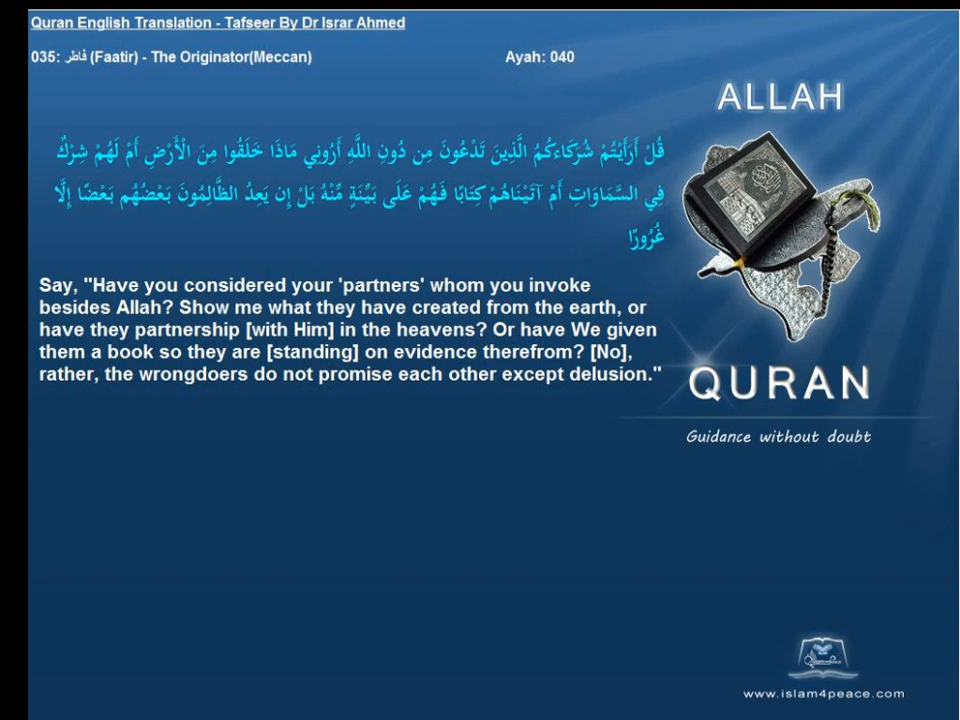 Quran English Translation - Tafseer By Dr Israr Ahmed
035: فاطر (Faatir) - The Originator(Meccan) Ayah: 040
ALLAH
قُلْ أَرَأَيْتُمْ شُرَكَاءَكُمُ الَّذِينَ تَدْعُونَ مِن دُونِ اللَّهِ أَرُونِي مَاذَا خَلَقُوا مِنَ الْأَرْضِ أَمْ لَهُمْ شِرْكٌ
فِي السَّمَاوَاتِ أَمْ آتَيْنَاهُمْ كِتَابًا فَهُمْ عَلَى بَيِّنَةٍ مِّنْهُ بَلْ إِن يَعِدُ الظَّالِمُونَ بَعْضُهُم بَعْضًا إِلَّا
غُرُورًا
Say, "Have you considered your 'partners' whom you invoke
besides Allah? Show me what they have created from the earth, or
have they partnership [with Him] in the heavens? Or have We given
them a book so they are [standing] on evidence therefrom? [No],
rather, the wrongdoers do not promise each other except delusion."
QURAN
Guidance without doubt
www.islam4peace.com